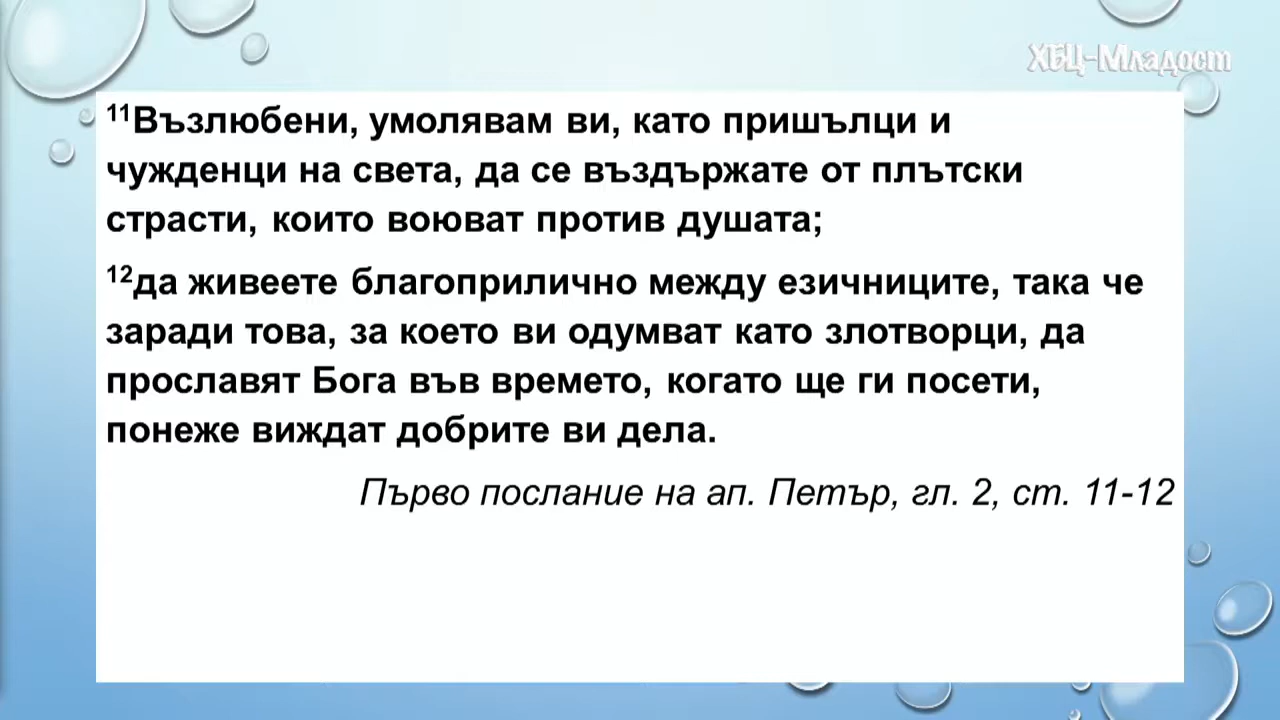 ХБЦ-Младост
¹¹Възлюбени, умолявам ви, като пришълци и
чужденци на света, да се въздържате от плътски
страсти, които воюват против душата;
¹²да живеете благоприлично между езичниците, така че
заради това, за което ви одумват като злотворци, да
прославят Бога във времето, когато ще ги посети,
понеже виждат добрите ви дела.
Първо послание на ап. Петър, гл. 2, ст. 11-12